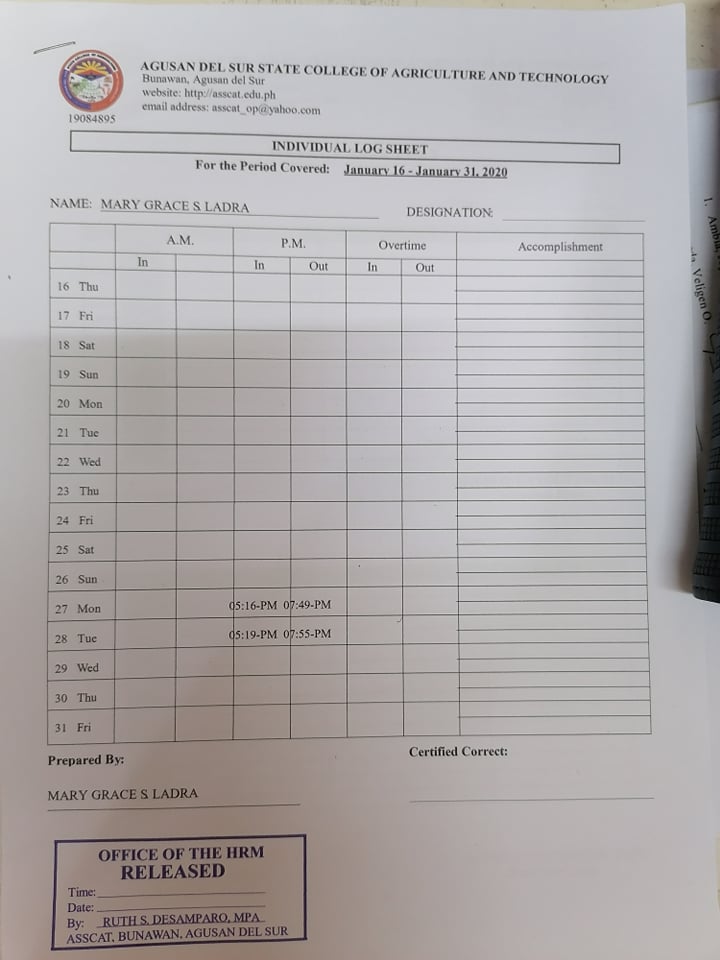 AGUSAN DEL SUR STATE COLLEGE OF AGRICULTURE AND TECHNOLOGY
Bunawan, Agusan del Sur
website: http://asscat.edu.ph
email address: asscat_op@yahoo.com
19084895
INDIVIDUAL LOG SHEET
For the Period Covered: January 16 - January 31, 2020
NAME: MARY GRACE S LADRA DESIGNATION:
A.M. P.M. Overtime Accomplishment
In In Out In Out
16 Thu
17 Fri
18 Sat
19 Sun
20 Mon
21 Tue
22 Wed
23 Thu
24 Fri
25 Sat
26 Sun
27 Mon 05:16-PM 07:49-PM
28 Tue 05:19-PM 07:55-PM
29 Wed
30 Thu
31 Fri
Prepared By: Certified Correct:
MARY GRACE S LADRA
OFFICE OF THE HRM
RELEASED
Time:
Date:
By: RUTH S. DESAMPARO, MPA
ASSCAT, BUNAWAN, AGUSAN DEL SUR
1.
Veligen O.